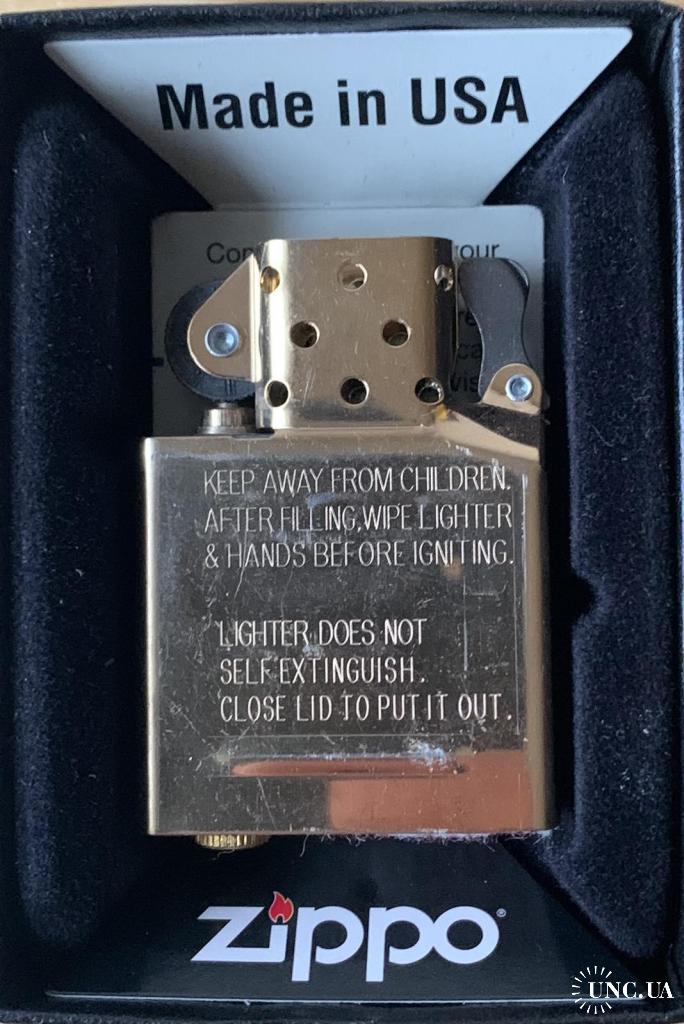 Made in USA
your
KEEP AWAY FROM CHILDREN.
AFTER FILLING, WIPE LIGHTER
& HANDS BEFORE IGNITING.
LIGHTER DOES NOT
SELF EXTINGUISH.
CLOSE LID TO PUT IT OUT.
zippo®
UNC.UA